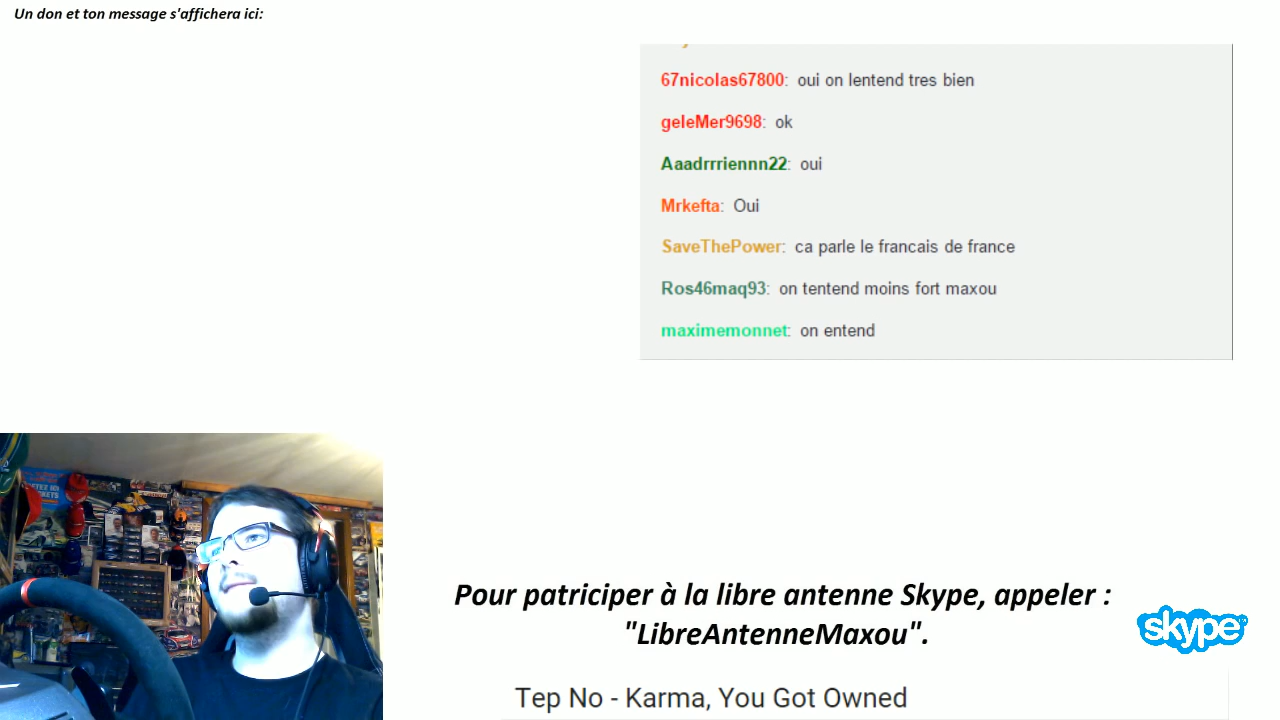 Un don et ton message s'affichera ici:
67nicolas67800: oui on lentend tres bien
geleMer9698: ok
Aaadrrriennn22: oui
Mrkefta: Oui
SaveThePower: ca parle le francais de france
Ros46maq93: on tentend moins fort maxou
maximemonnet: on entend
Pour patriciper à la libre antenne Skype, appeler :
"LibreAntenneMaxou".
skype
Tep No - Karma, You Got Owned